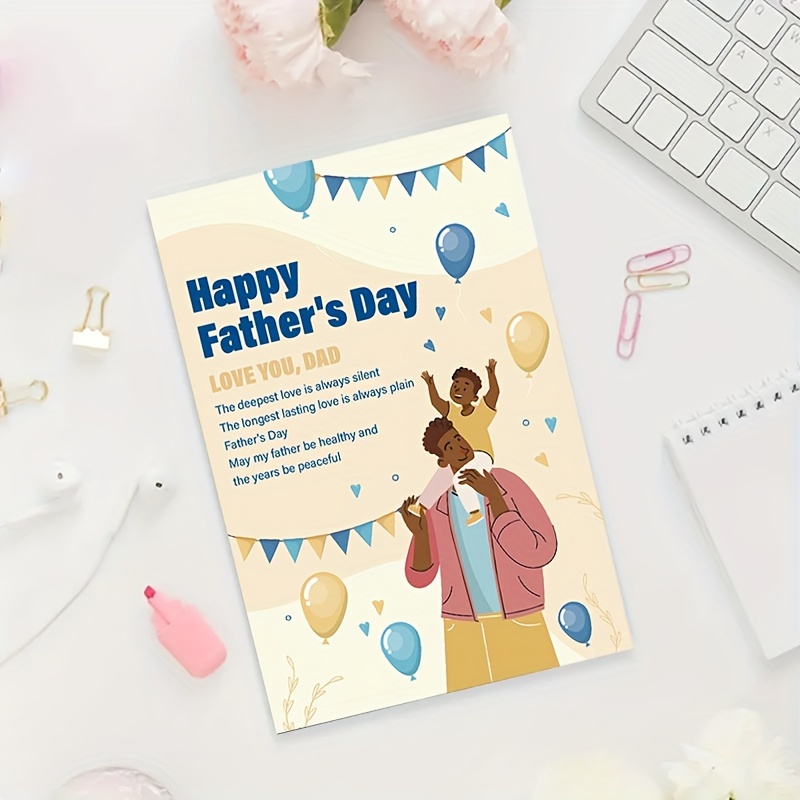 Happy
Father's Day
LOVE YOU, DAD
The deepest love is always silent
The longest lasting love is always plain
Father's Day
May my father be healthy and
the years be peaceful
Q
W
A
S
Z
X